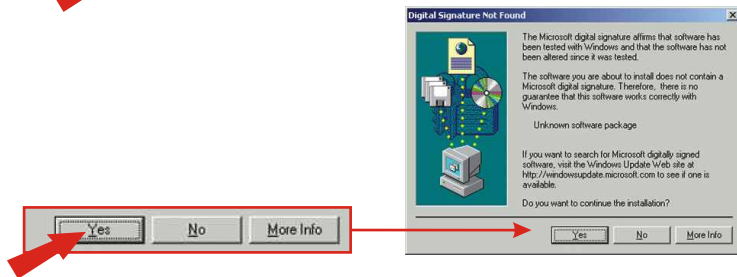 Digital Signature Not Found
The Microsoft digital signature affirms that software has
been tested with Windows and that the software has not
been altered since it was tested.
The software you are about to install does not contain a
Microsoft digital signature. Therefore, there is no
guarantee that this software works correctly with
Windows.
Unknown software package
If you want to search for Microsoft digitally signed
software, visit the Windows Update Web site at
http://windowsupdate.microsoft.com to see if one is
available.
Do you want to continue the installation?
Yes No More Info
Yes No More Info